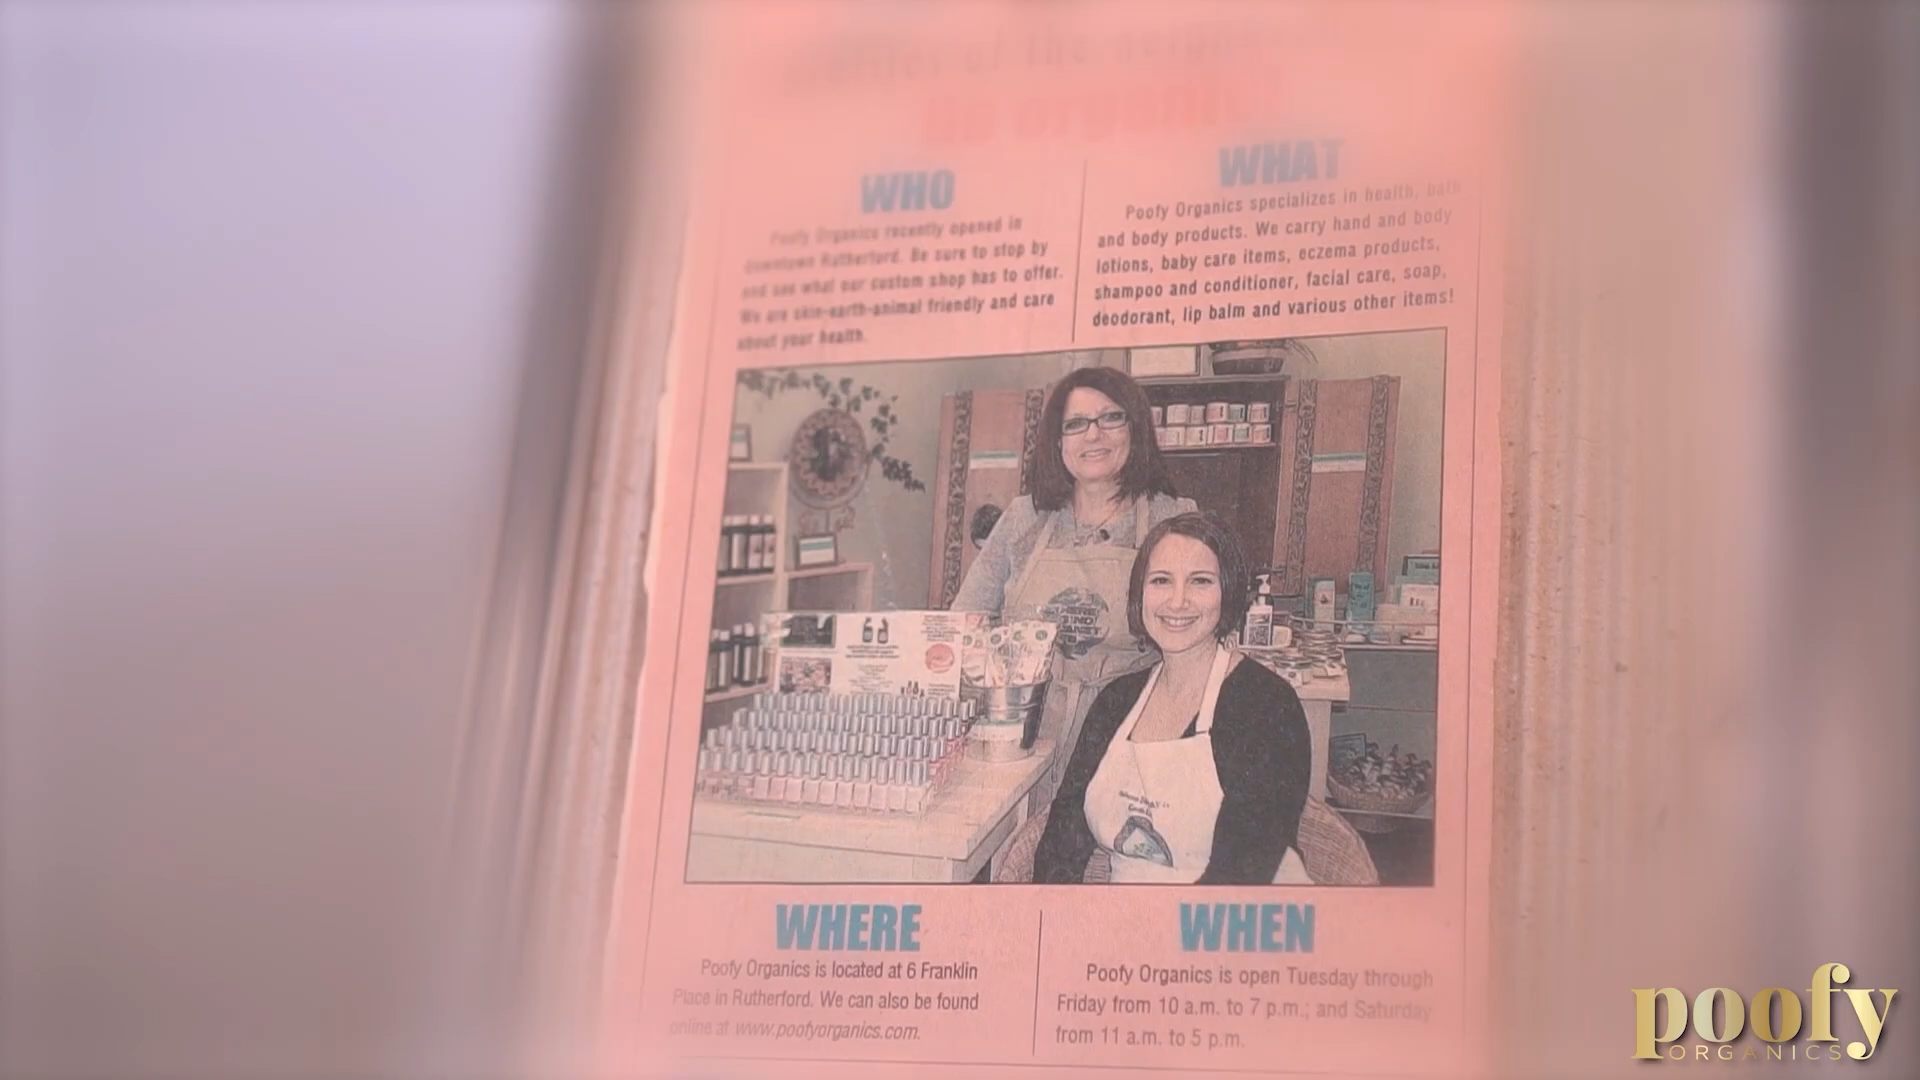 of the
organic!
WHO
Poofy Organics recently opened in
downtown Rutherford. Be sure to stop by
and see what our custom shop has to offer.
We are skin-earth-animal friendly and care
about your health.
WHAT
Poofy Organics specializes in health, bath
and body products. We carry hand and body
lotions, baby care items, eczema products,
shampoo and conditioner, facial care, soap,
deodorant, lip balm and various other items!
WHERE
Poofy Organics is located at 6 Franklin
Place in Rutherford. We can also be found
online at www.poofyorganics.com.
WHEN
Poofy Organics is open Tuesday through
Friday from 10 a.m. to 7 p.m.; and Saturday
from 11 a.m. to 5 p.m.
poofy
ORGANICS